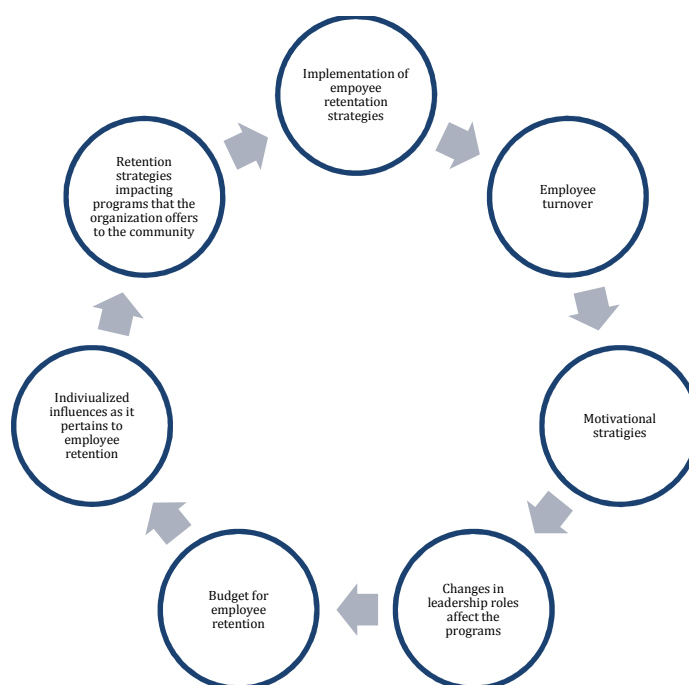 Implementation of
empoyee
retentation
strategies
Employee
turnover
Motivational
stratigies
Changes in
leadership roles
affect the
programs
Budget for
employee
retention
Indiviualized
influences as it
pertains to
employee
retention
Retention
strategies
impacting
programs that the
organization offers
to the community